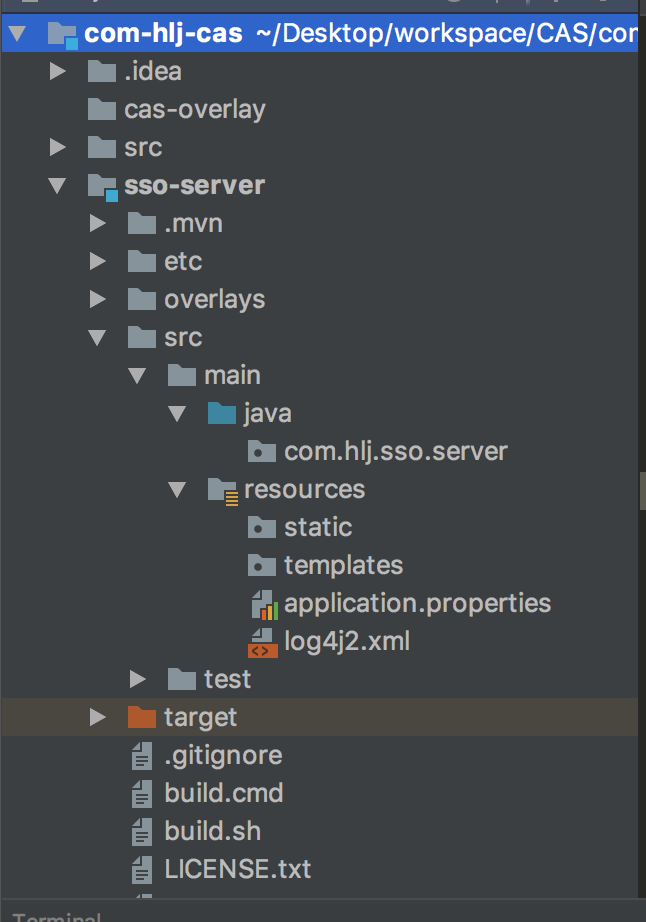 com-hlj-cas ~/Desktop/workspace/CAS/con
.idea
cas-overlay
src
sso-server
.mvn
etc
overlays
src
main
java
com.hlj.sso.server
resources
static
templates
application.properties
log4j2.xml
test
target
.gitignore
build.cmd
build.sh
LICENSE.txt
Terminal